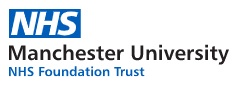 NHS
Manchester University
NHS Foundation Trust